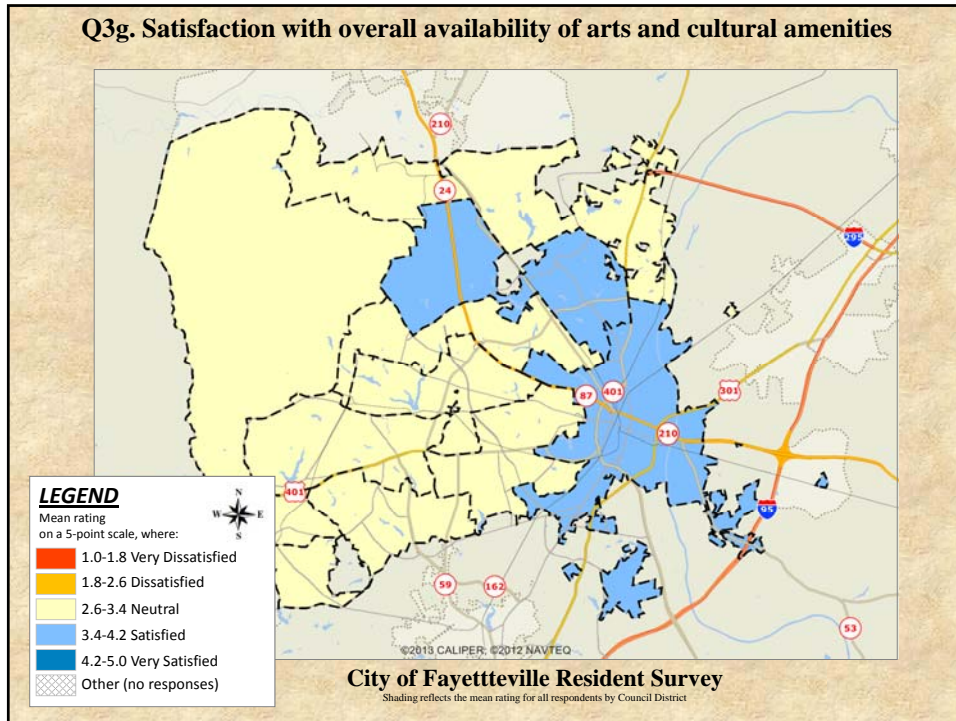 Q3g. Satisfaction with overall availability of arts and cultural amenities
210
24
295
401
87
301
210
401
95
59
162
53
LEGEND
Mean rating
on a 5-point scale, where:
N
W E
S
1.0-1.8 Very Dissatisfied
1.8-2.6 Dissatisfied
2.6-3.4 Neutral
3.4-4.2 Satisfied
4.2-5.0 Very Satisfied
Other (no responses)
©2013 CALIPER; ©2012 NAVTEQ
City of Fayettteville Resident Survey
Shading reflects the mean rating for all respondents by Council District